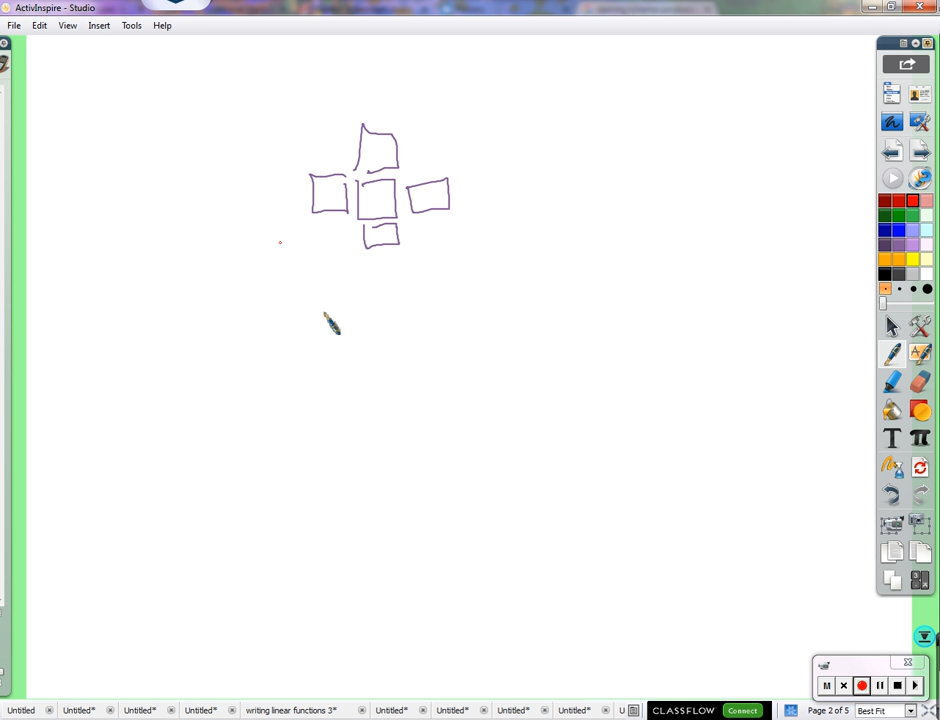 ActivInspire - Studio
File Edit View Insert Tools Help
M
Untitled Untitled* Untitled* Untitled* writing linear functions 3* Untitled* Untitled* Untitled* Untitled* U CLASSFLOW Connect Page 2 of 5 Best Fit